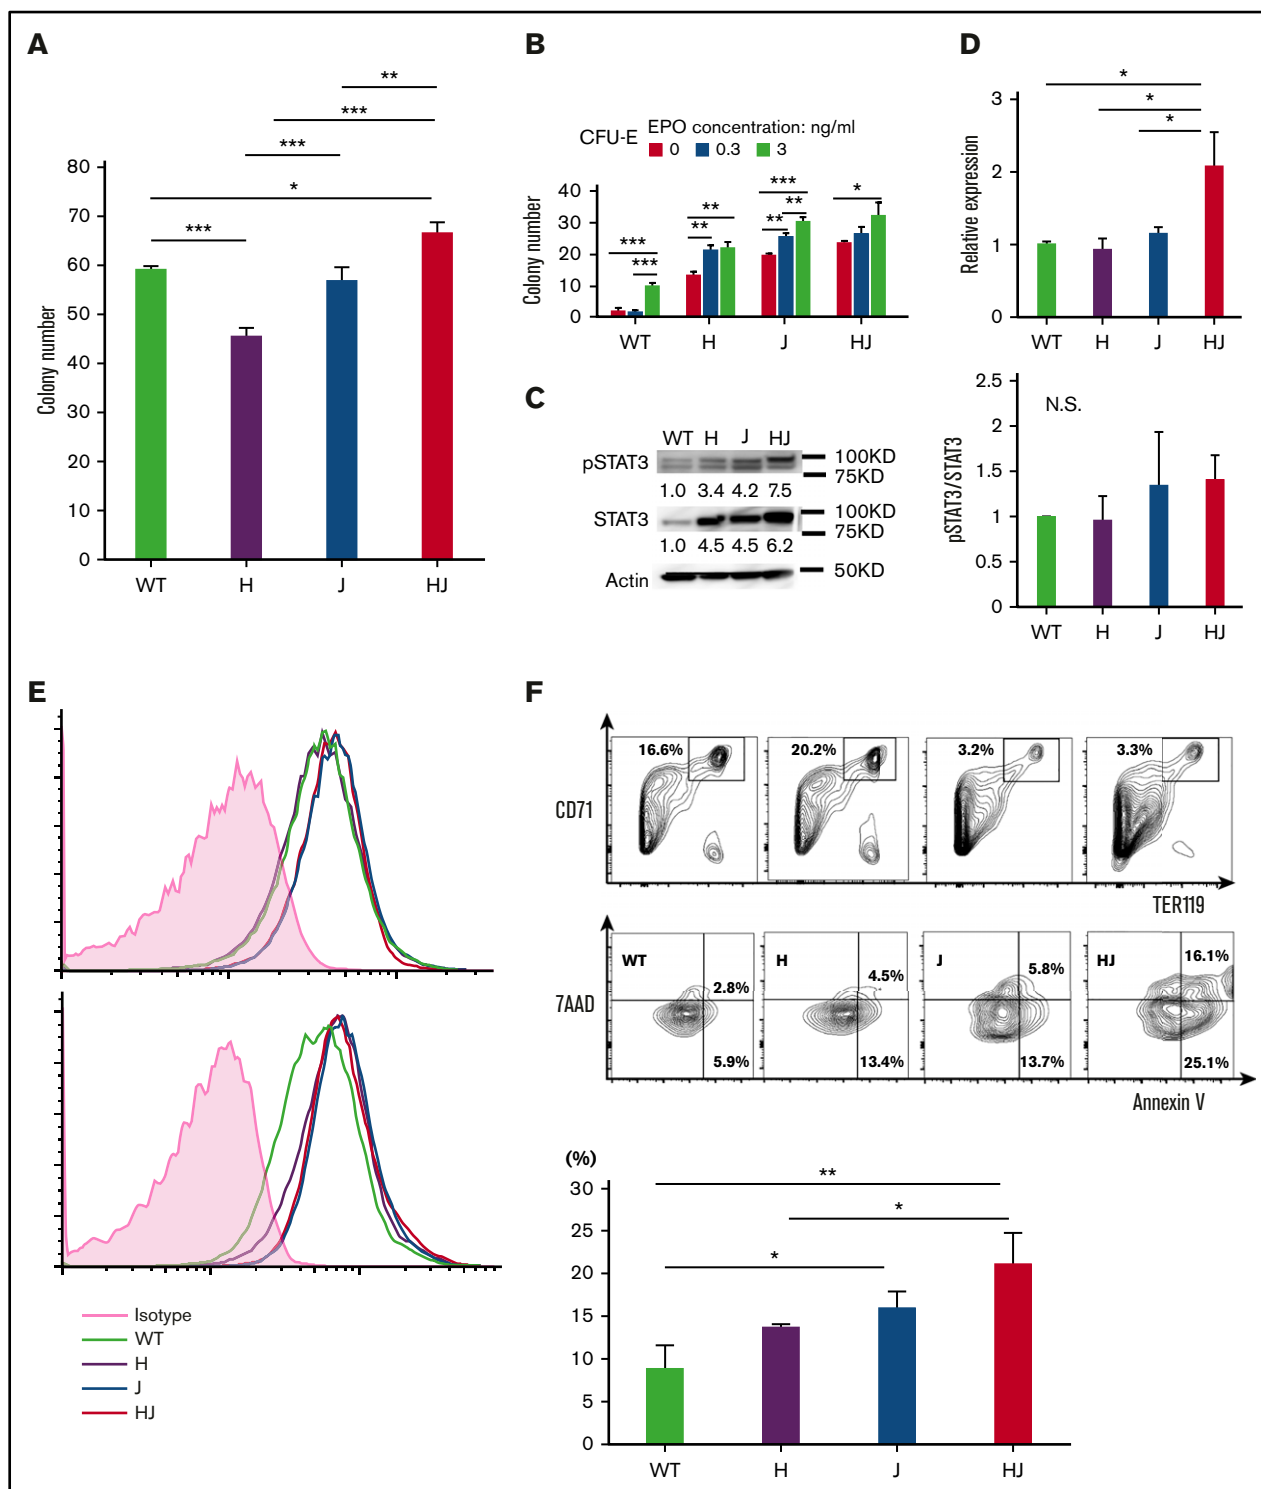 A
**
***
***
*
***
80
70
60
50
40
30
20
10
0
Colony number
WT H J HJ
B
CFU-E EPO concentration: ng/ml
0 0.3 3
*** ** *
** ** **
***
***
40
30
20
10
0
Colony number
WT H J HJ
C
WT H J HJ
pSTAT3
100KD
75KD
1.0 3.4 4.2 7.5
STAT3
100KD
75KD
1.0 4.5 4.5 6.2
Actin
50KD
D
*
*
*
3
2
1
0
Relative expression
WT H J HJ
N.S.
2.5
2
1.5
1
0.5
0
pSTAT3/STAT3
WT H J HJ
E
Isotype
WT
H
J
HJ
F
16.6% 20.2% 3.2% 3.3%
CD71
TER119
WT H J HJ
2.8% 4.5% 5.8% 16.1%
7AAD
5.9% 13.4% 13.7% 25.1%
Annexin V
(%)
**
*
*
30
25
20
15
10
5
0
WT H J HJ